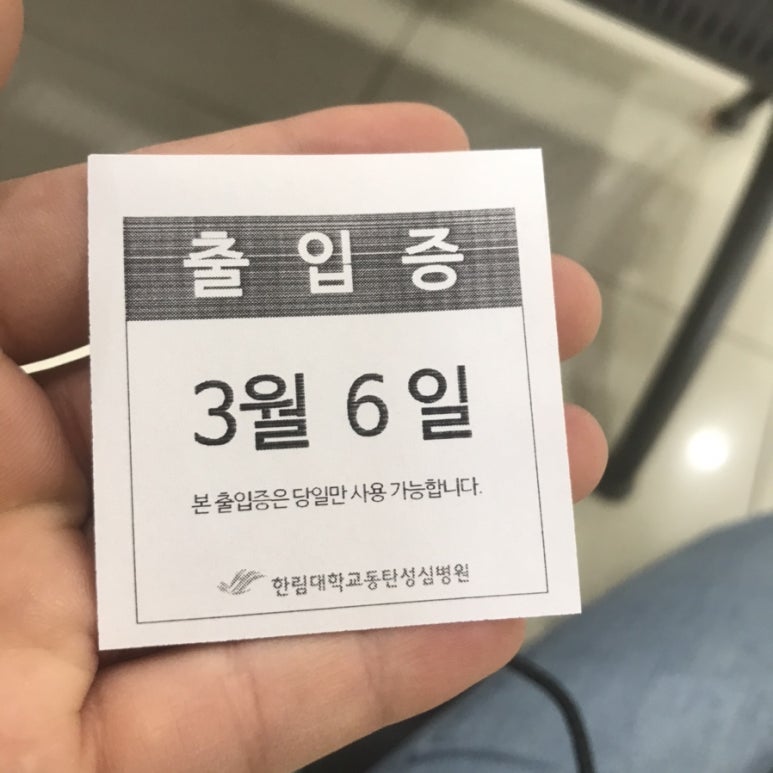 출입증
3월 6일
본 출입증은 당일만 사용 가능합니다.
한림대학교동탄성심병원